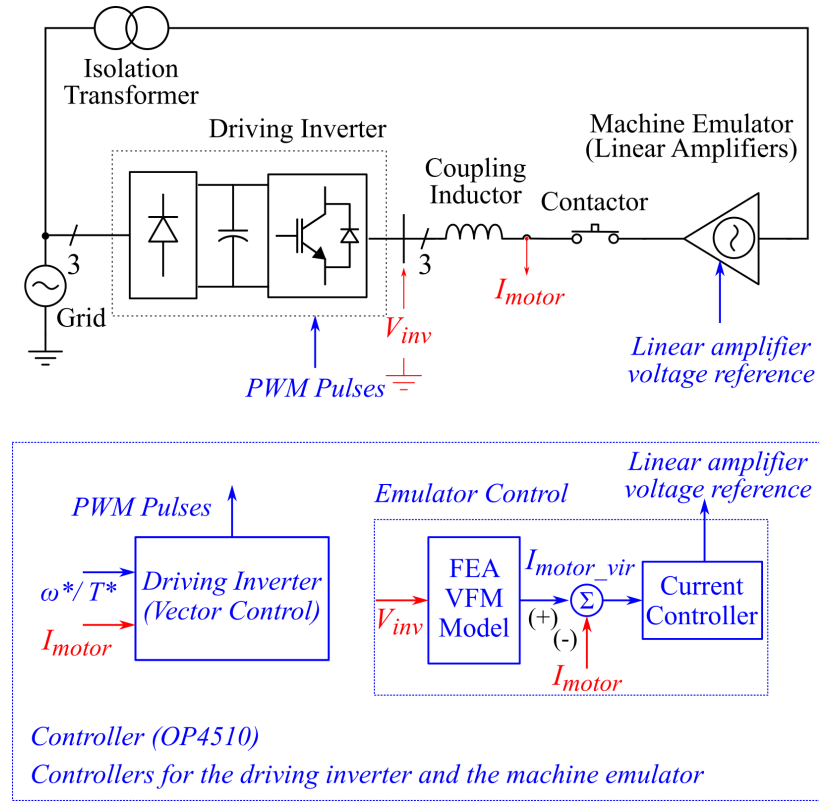 Isolation
Transformer
Driving Inverter
Machine Emulator
(Linear Amplifiers)
Coupling
Inductor
Contactor
3
3
I_motor
Grid
V_inv
PWM Pulses
Linear amplifier
voltage reference
Linear amplifier
voltage reference
PWM Pulses
Emulator Control
ω*/ T*
Driving Inverter
(Vector Control)
I_motor
V_inv
FEA
VFM
Model
I_motor_vir
(+)
(-)
Σ
I_motor
Current
Controller
Controller (OP4510)
Controllers for the driving inverter and the machine emulator